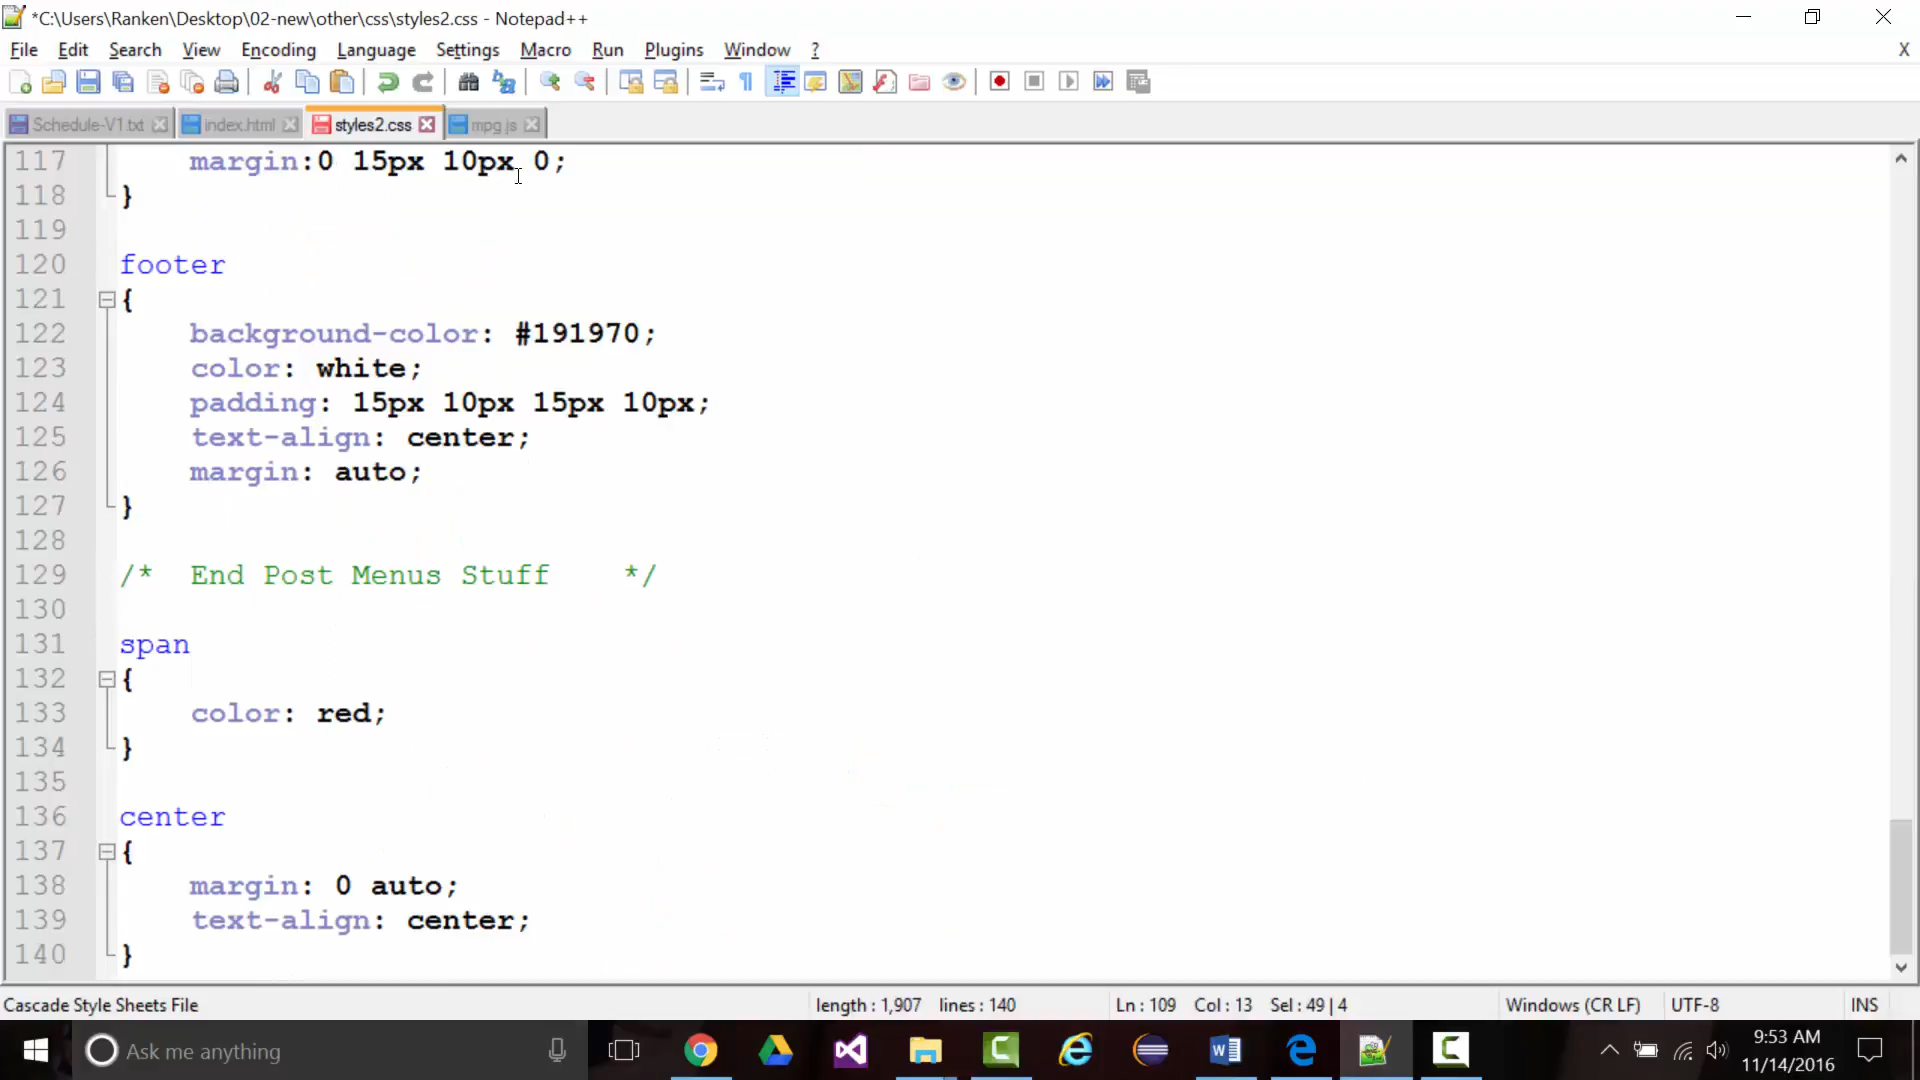 *C:\Users\Ranken\Desktop\02-new\other\css\styles2.css - Notepad++
File Edit Search View Encoding Language Settings Macro Run Plugins Window ? X
Schedule-V1.txt index.html styles2.css mpg.js
117 margin:0 15px 10px 0;
118 }
119
120 footer
121 {
122 background-color: #191970;
123 color: white;
124 padding: 15px 10px 15px 10px;
125 text-align: center;
126 margin: auto;
127 }
128
129 /* End Post Menus Stuff */
130
131 span
132 {
133 color: red;
134 }
135
136 center
137 {
138 margin: 0 auto;
139 text-align: center;
140 }
Cascade Style Sheets File length : 1,907 lines : 140 Ln : 109 Col : 13 Sel : 49 | 4 Windows (CR LF) UTF-8 INS
Ask me anything
9:53 AM
11/14/2016